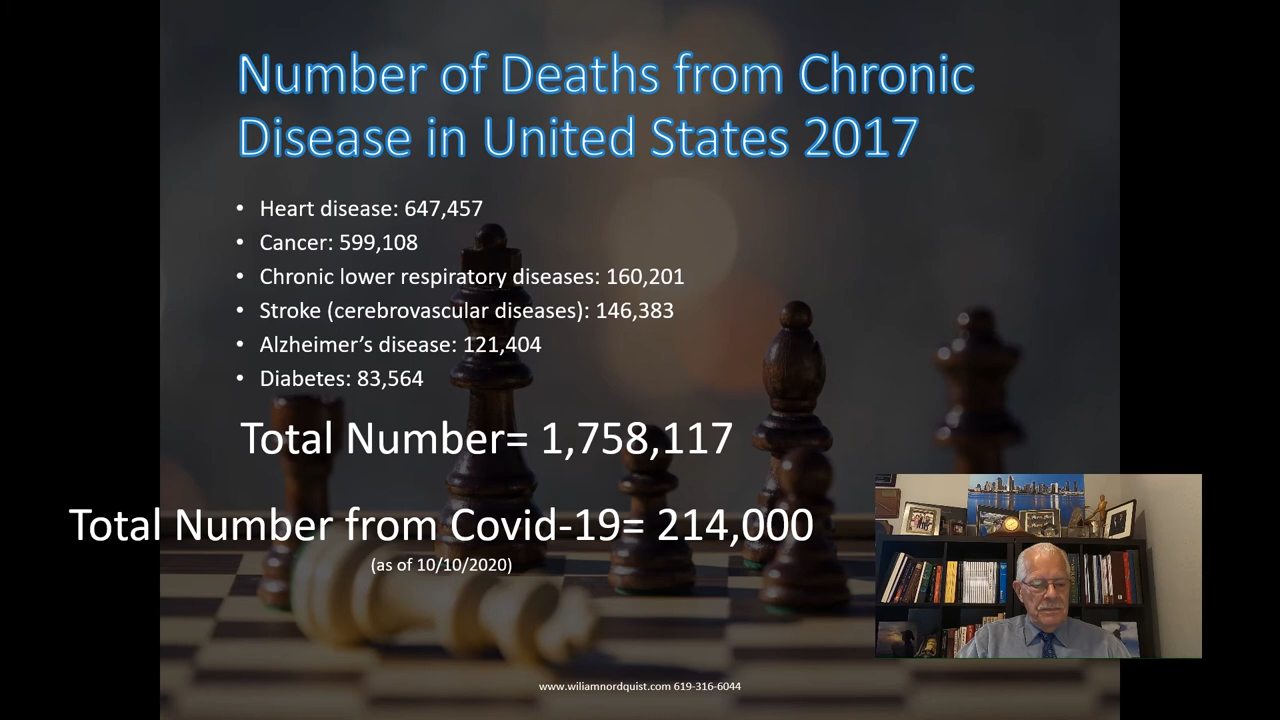 Number of Deaths from Chronic
Disease in United States 2017
• Heart disease: 647,457
• Cancer: 599,108
• Chronic lower respiratory diseases: 160,201
• Stroke (cerebrovascular diseases): 146,383
• Alzheimer’s disease: 121,404
• Diabetes: 83,564
Total Number= 1,758,117
Total Number from Covid-19= 214,000
(as of 10/10/2020)
www.wiliamnordquist.com 619-316-6044